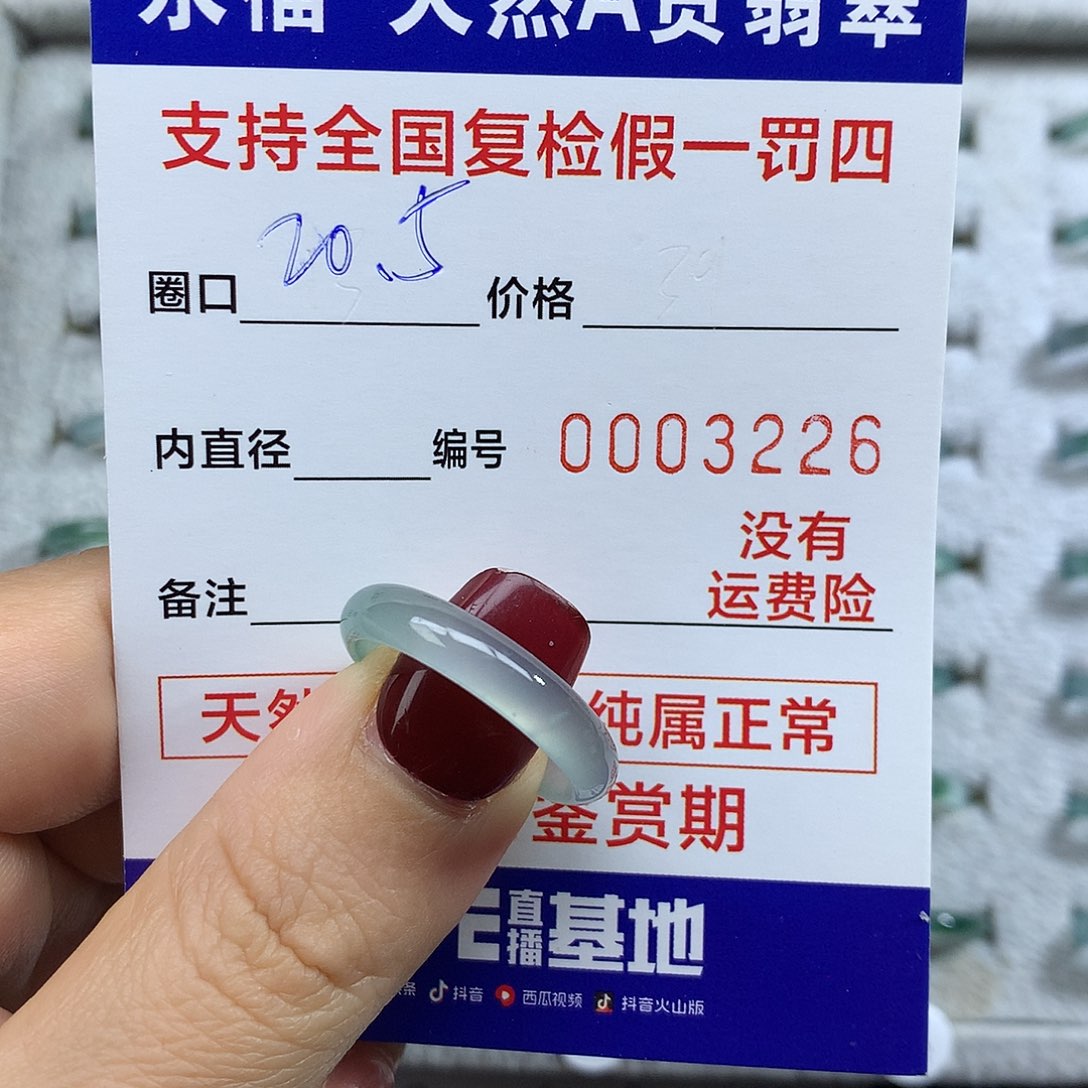 天然A货翡翠
支持全国复检假一罚四
圈口 20.5 价格
内直径 编号 0003226
没有
备注 运费险
天然 纯属正常
鉴赏期
直播基地
头条 抖音 西瓜视频 抖音火山版